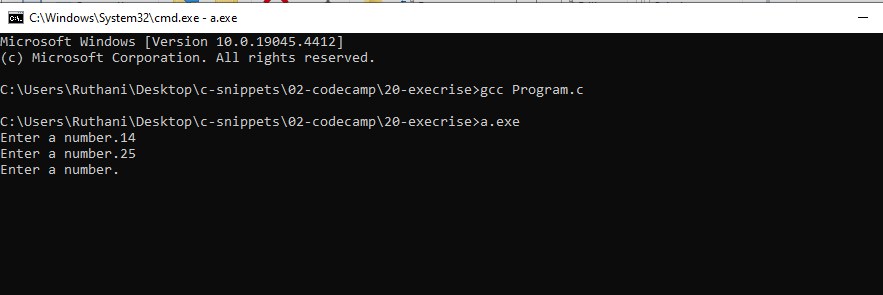 C:\Windows\System32\cmd.exe - a.exe
Microsoft Windows [Version 10.0.19045.4412]
(c) Microsoft Corporation. All rights reserved.
C:\Users\Ruthani\Desktop\c-snippets\02-codecamp\20-execrise>gcc Program.c
C:\Users\Ruthani\Desktop\c-snippets\02-codecamp\20-execrise>a.exe
Enter a number.14
Enter a number.25
Enter a number.